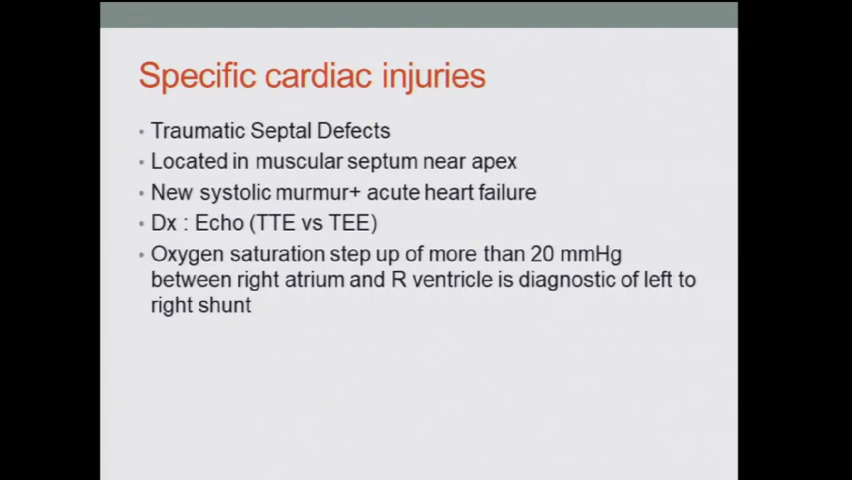 Specific cardiac injuries
• Traumatic Septal Defects
• Located in muscular septum near apex
• New systolic murmur+ acute heart failure
• Dx : Echo (TTE vs TEE)
• Oxygen saturation step up of more than 20 mmHg
between right atrium and R ventricle is diagnostic of left to
right shunt